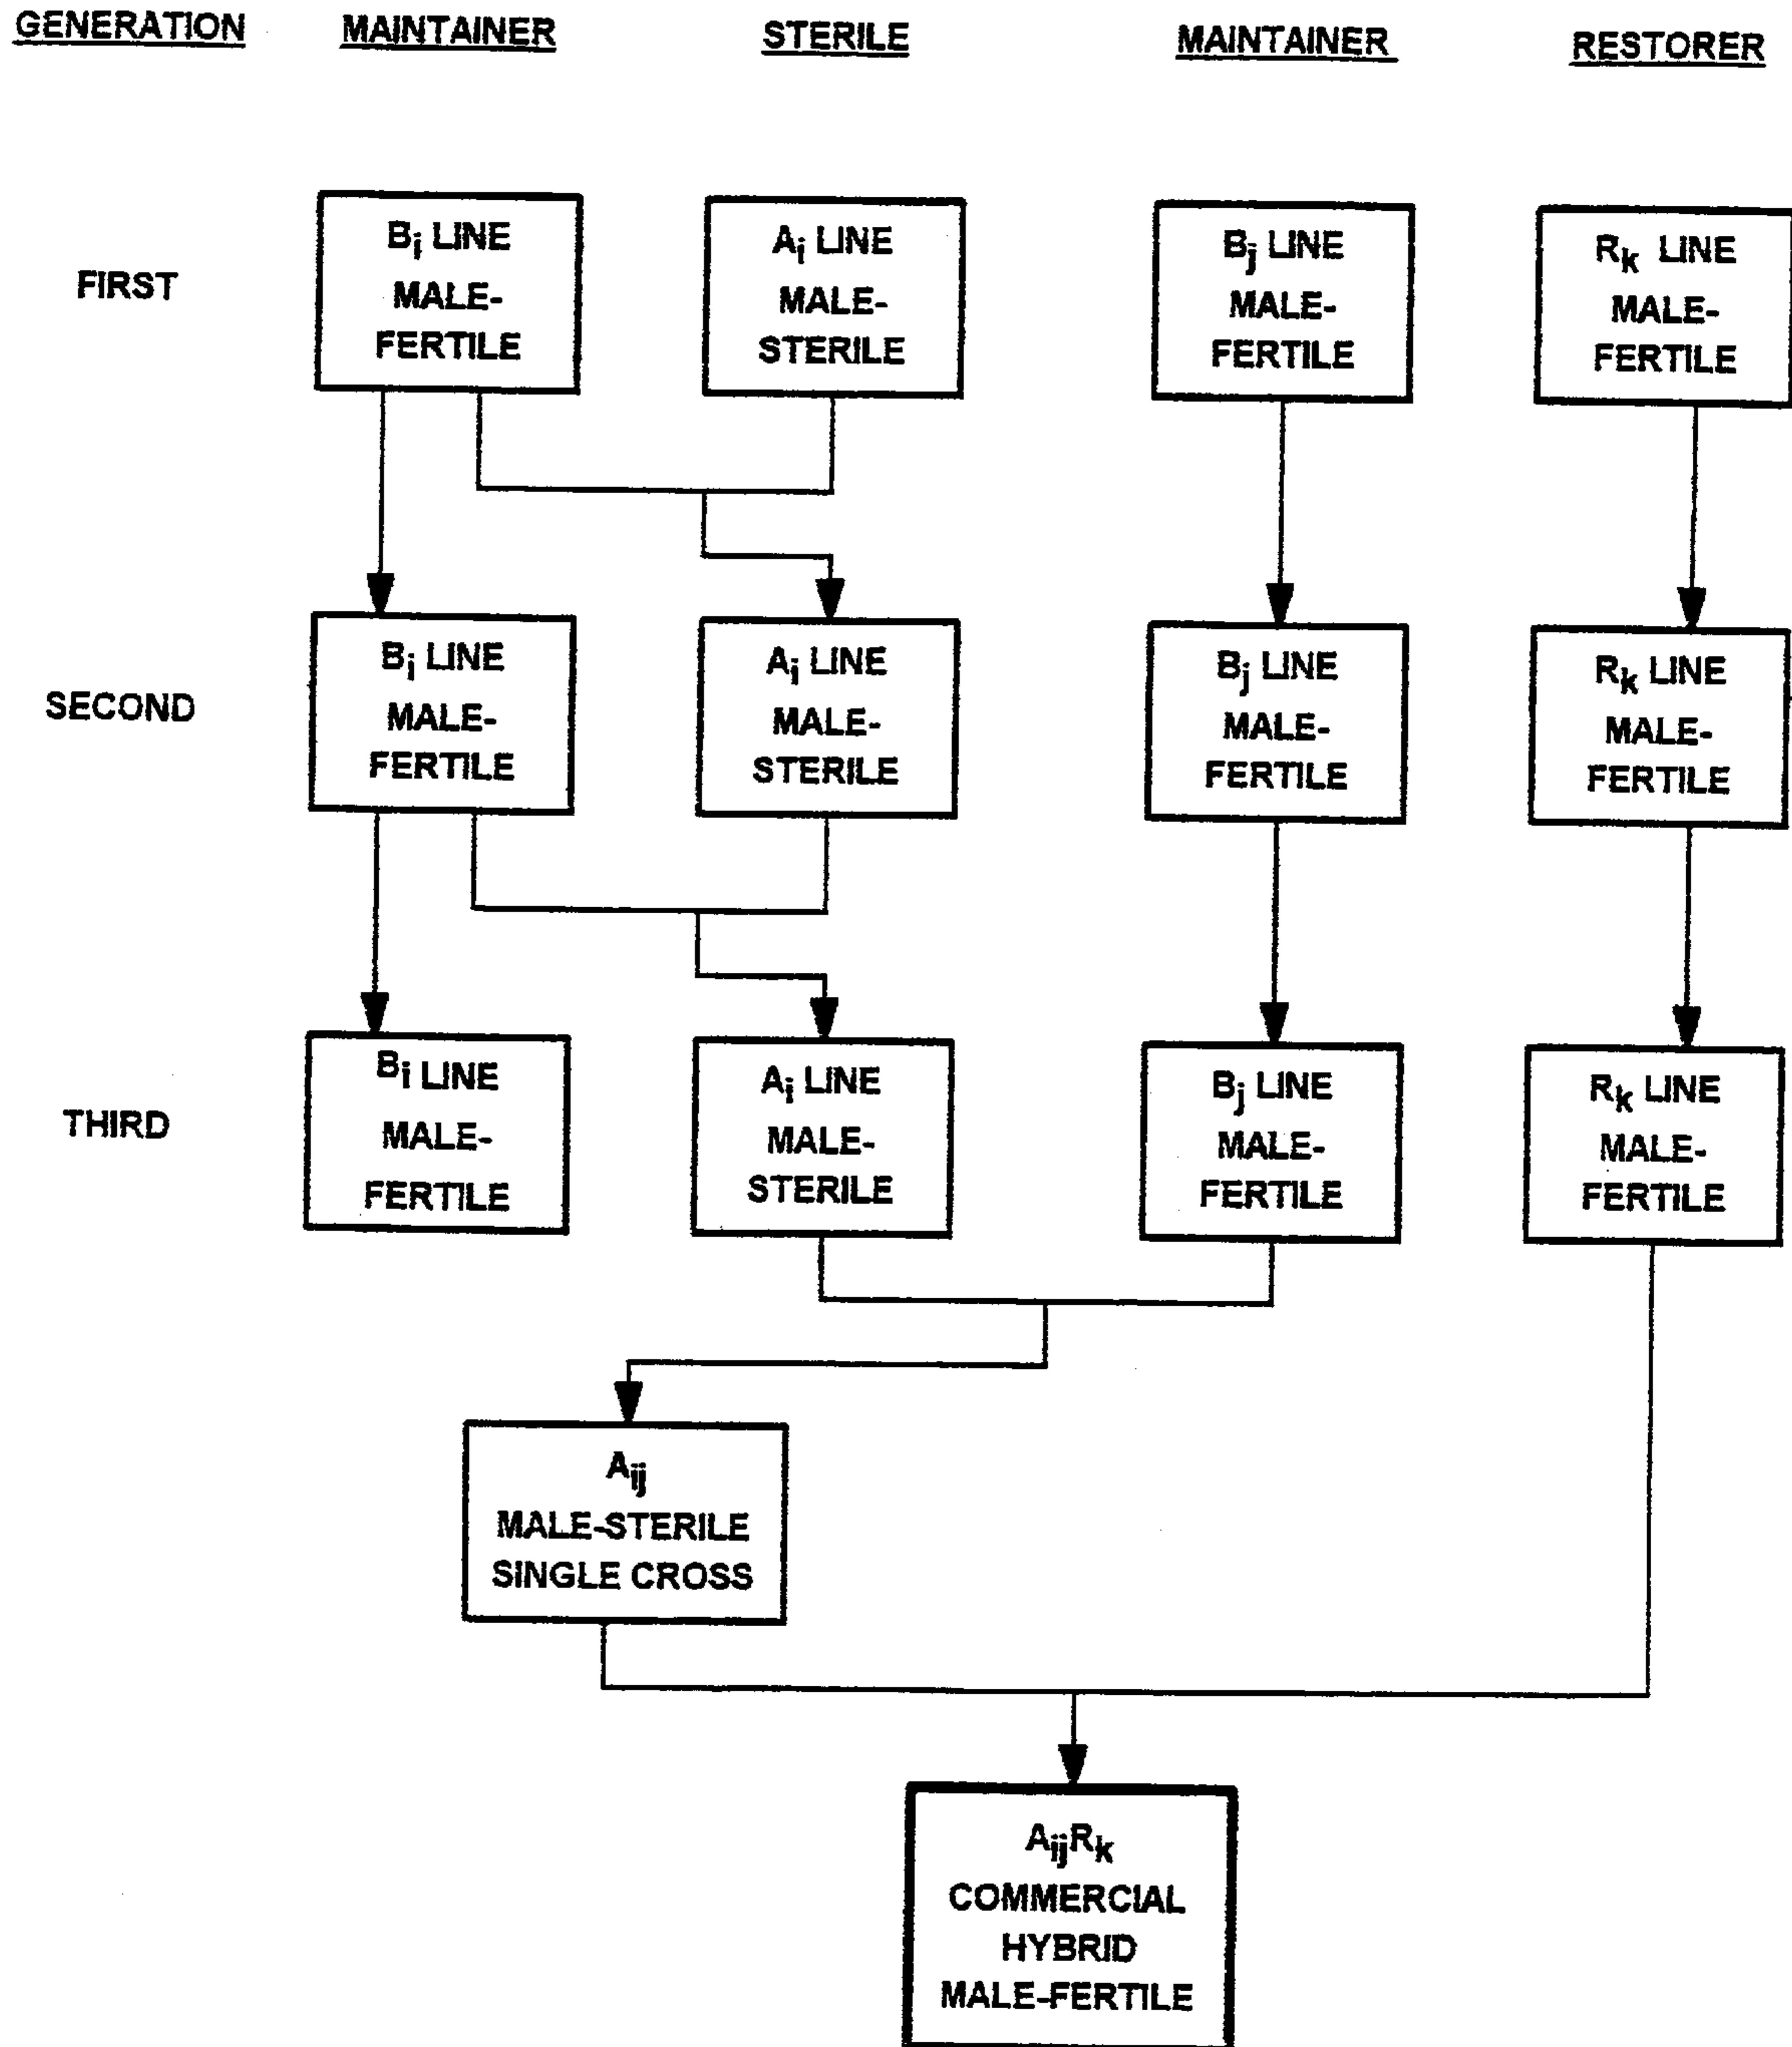 GENERATION MAINTAINER STERILE MAINTAINER RESTORER
FIRST
Bi LINE
MALE-
FERTILE
Ai LINE
MALE-
STERILE
Bj LINE
MALE-
FERTILE
Rk LINE
MALE-
FERTILE
SECOND
Bi LINE
MALE-
FERTILE
Ai LINE
MALE-
STERILE
Bj LINE
MALE-
FERTILE
Rk LINE
MALE-
FERTILE
THIRD
Bi LINE
MALE-
FERTILE
Ai LINE
MALE-
STERILE
Bj LINE
MALE-
FERTILE
Rk LINE
MALE-
FERTILE
Aij
MALE-STERILE
SINGLE CROSS
AijRk
COMMERCIAL
HYBRID
MALE-FERTILE